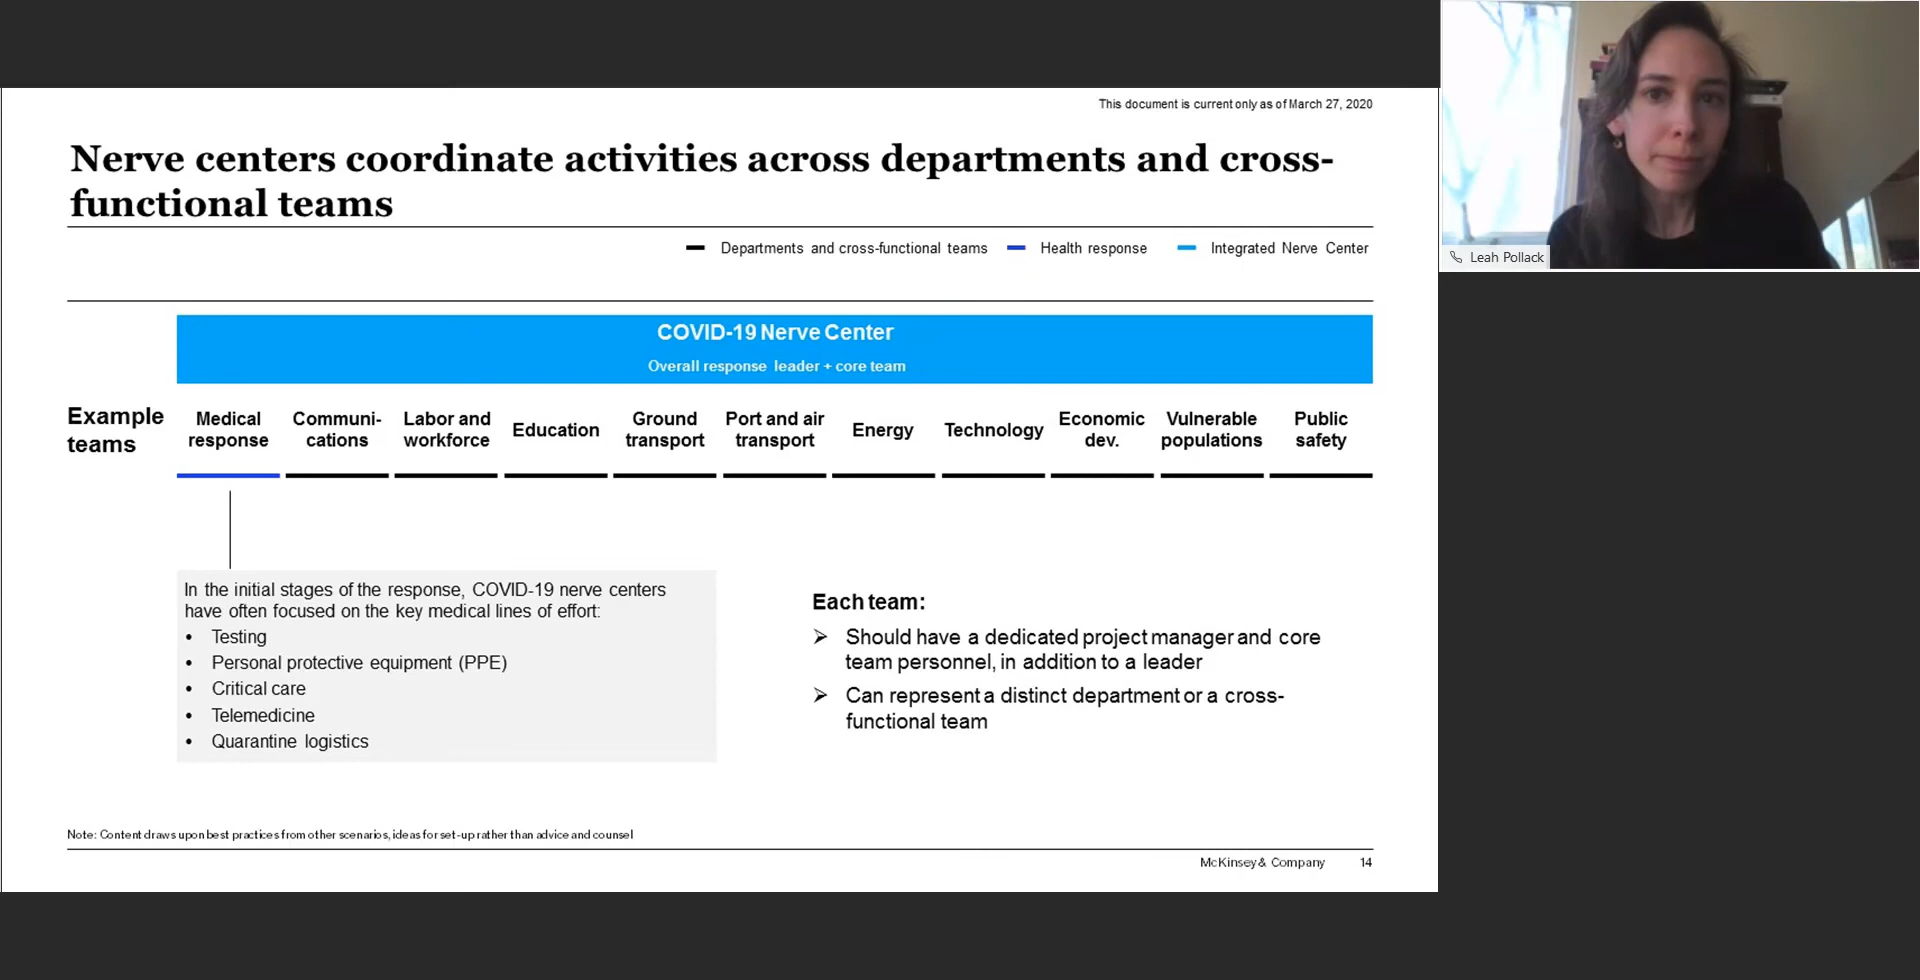 This document is current only as of March 27, 2020
Nerve centers coordinate activities across departments and cross-
functional teams
Departments and cross-functional teams
Health response
Integrated Nerve Center
COVID-19 Nerve Center
Overall response leader + core team
Example
teams
Medical
response
Communi-
cations
Labor and
workforce
Education
Ground
transport
Port and air
transport
Energy
Technology
Economic
dev.
Vulnerable
populations
Public
safety
In the initial stages of the response, COVID-19 nerve centers
have often focused on the key medical lines of effort:
• Testing
• Personal protective equipment (PPE)
• Critical care
• Telemedicine
• Quarantine logistics
Each team:
➢ Should have a dedicated project manager and core
team personnel, in addition to a leader
➢ Can represent a distinct department or a cross-
functional team
Note: Content draws upon best practices from other scenarios, ideas for set-up rather than advice and counsel
McKinsey & Company 14
Leah Pollack